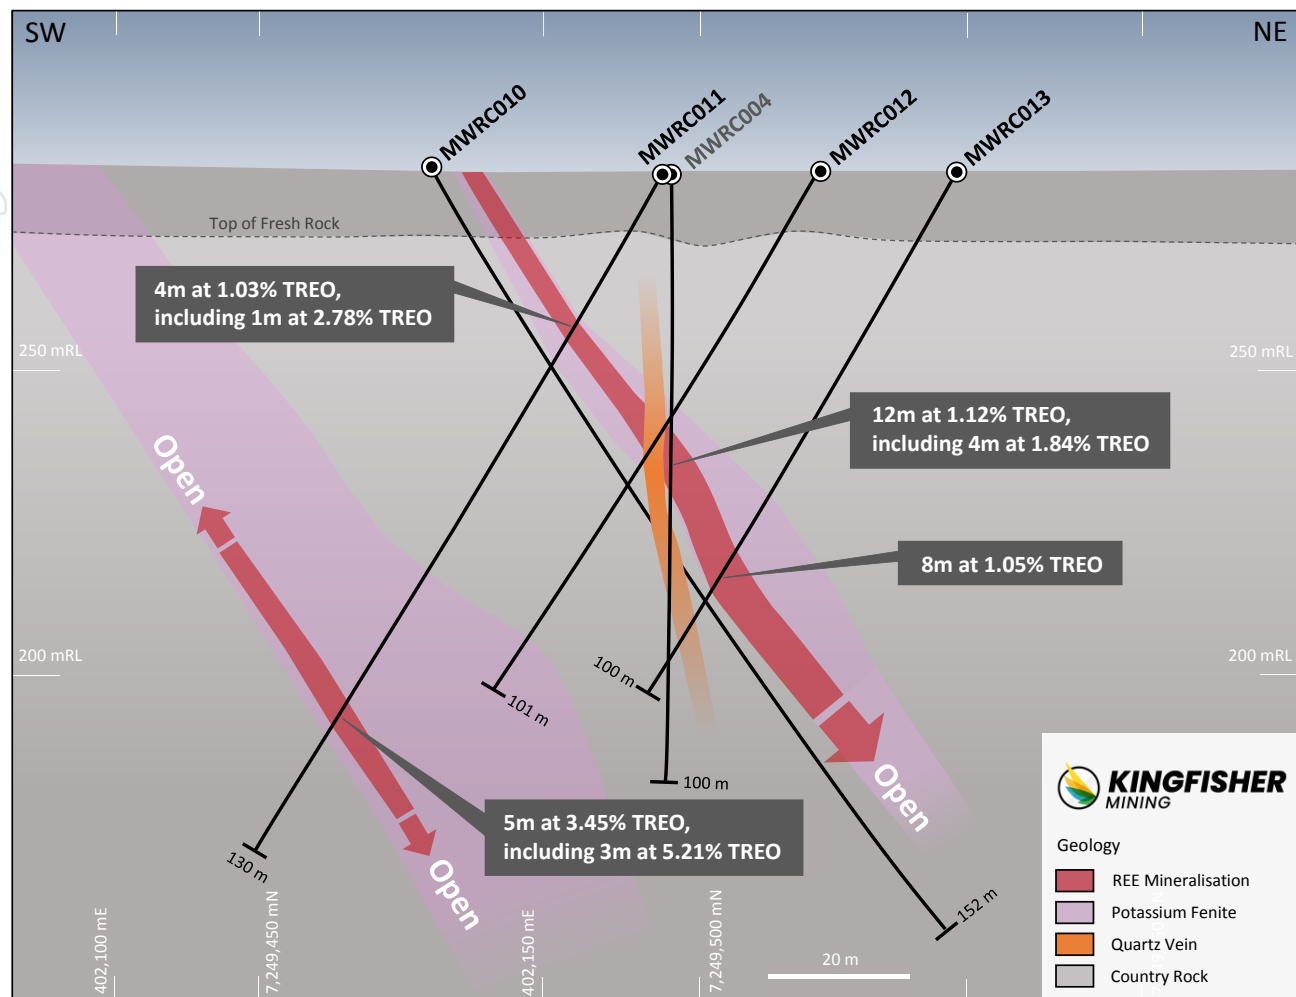 SW
NE
MWRC010
MWRC011
MWRC004
MWRC012
MWRC013
Top of Fresh Rock
4m at 1.03% TREO,
including 1m at 2.78% TREO
250 mRL
250 mRL
12m at 1.12% TREO,
including 4m at 1.84% TREO
Open
8m at 1.05% TREO
200 mRL
200 mRL
100 m
101 m
100 m
Open
5m at 3.45% TREO,
including 3m at 5.21% TREO
130 m
Open
152 m
402,100 mE
7,249,450 mN
402,150 mE
7,249,500 mN
20 m
KINGFISHER
MINING
Geology
REE Mineralisation
Potassium Fenite
Quartz Vein
Country Rock